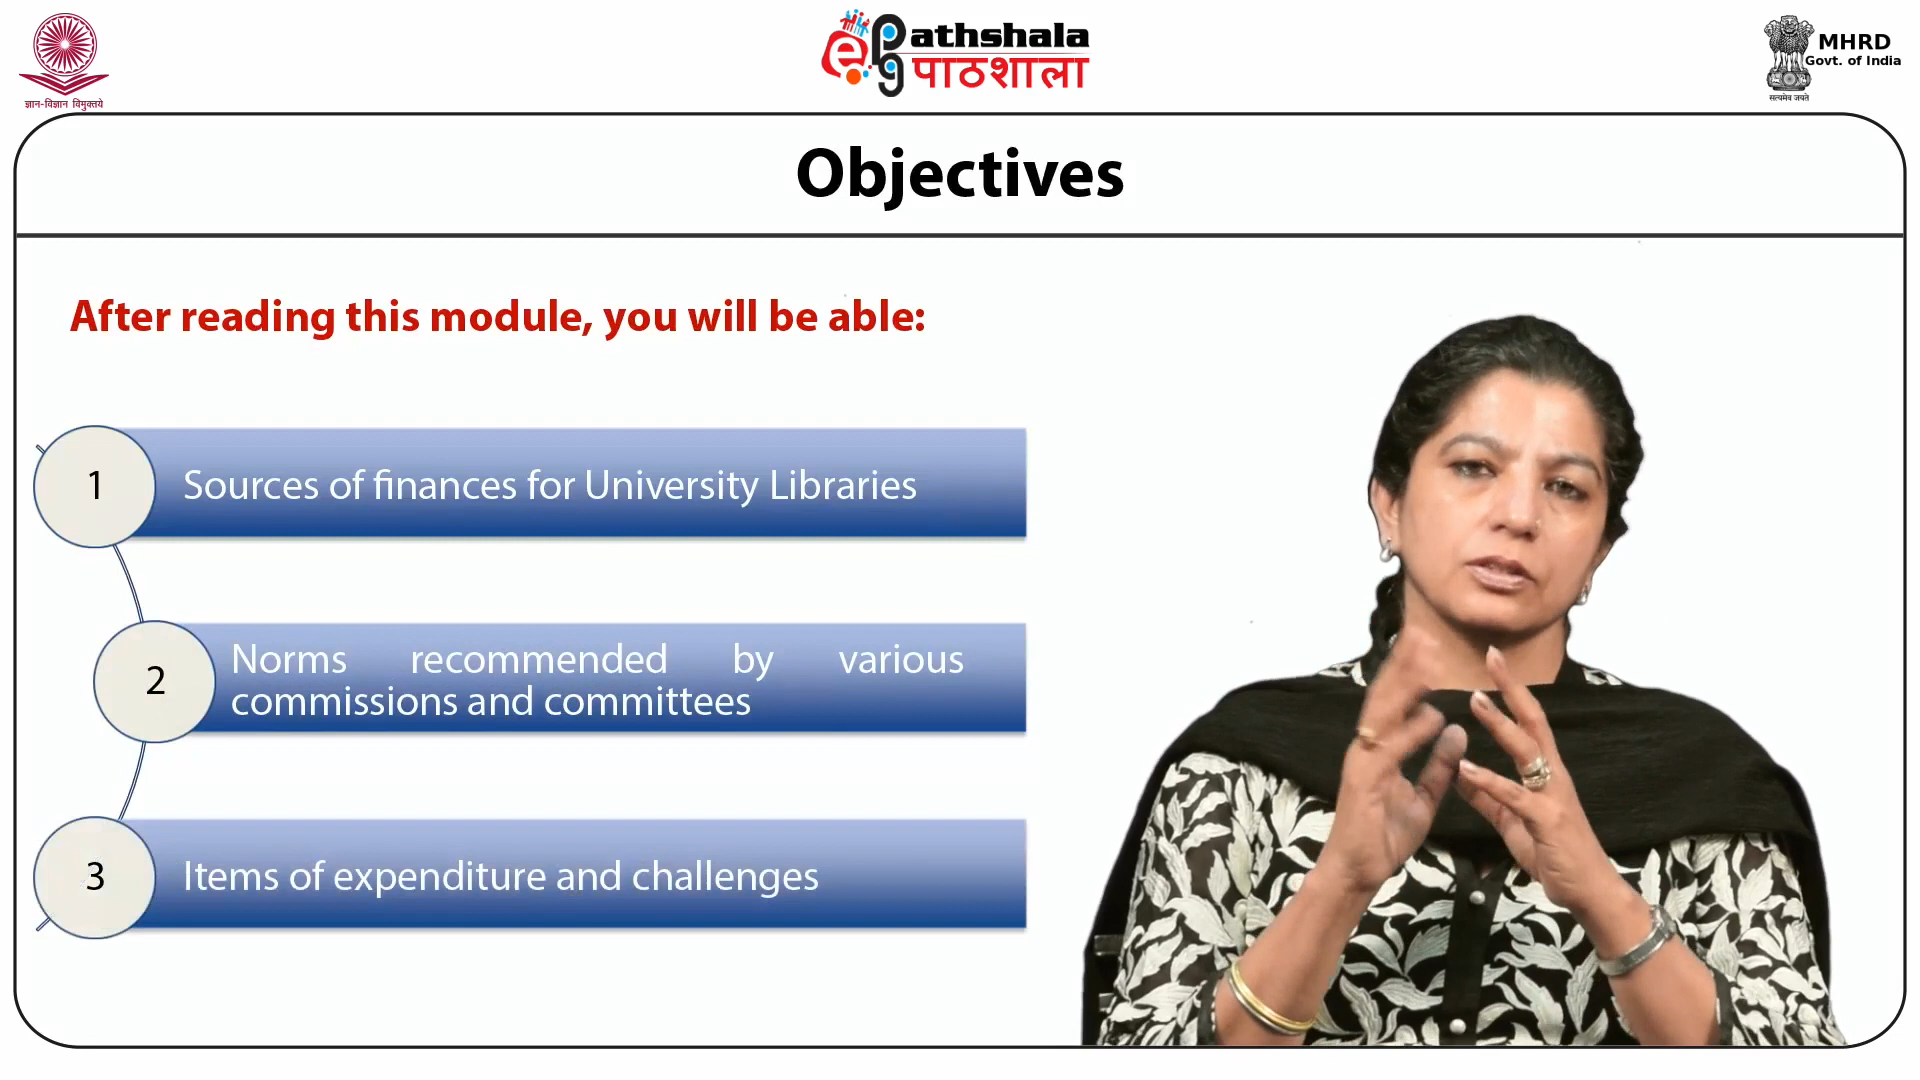 ज्ञान-विज्ञान विमुक्तये
ePGathshala
पाठशाला
MHRD
Govt. of India
सत्यमेव जयते
Objectives
After reading this module, you will be able:
1
Sources of finances for University Libraries
2
Norms recommended by various
commissions and committees
3
Items of expenditure and challenges